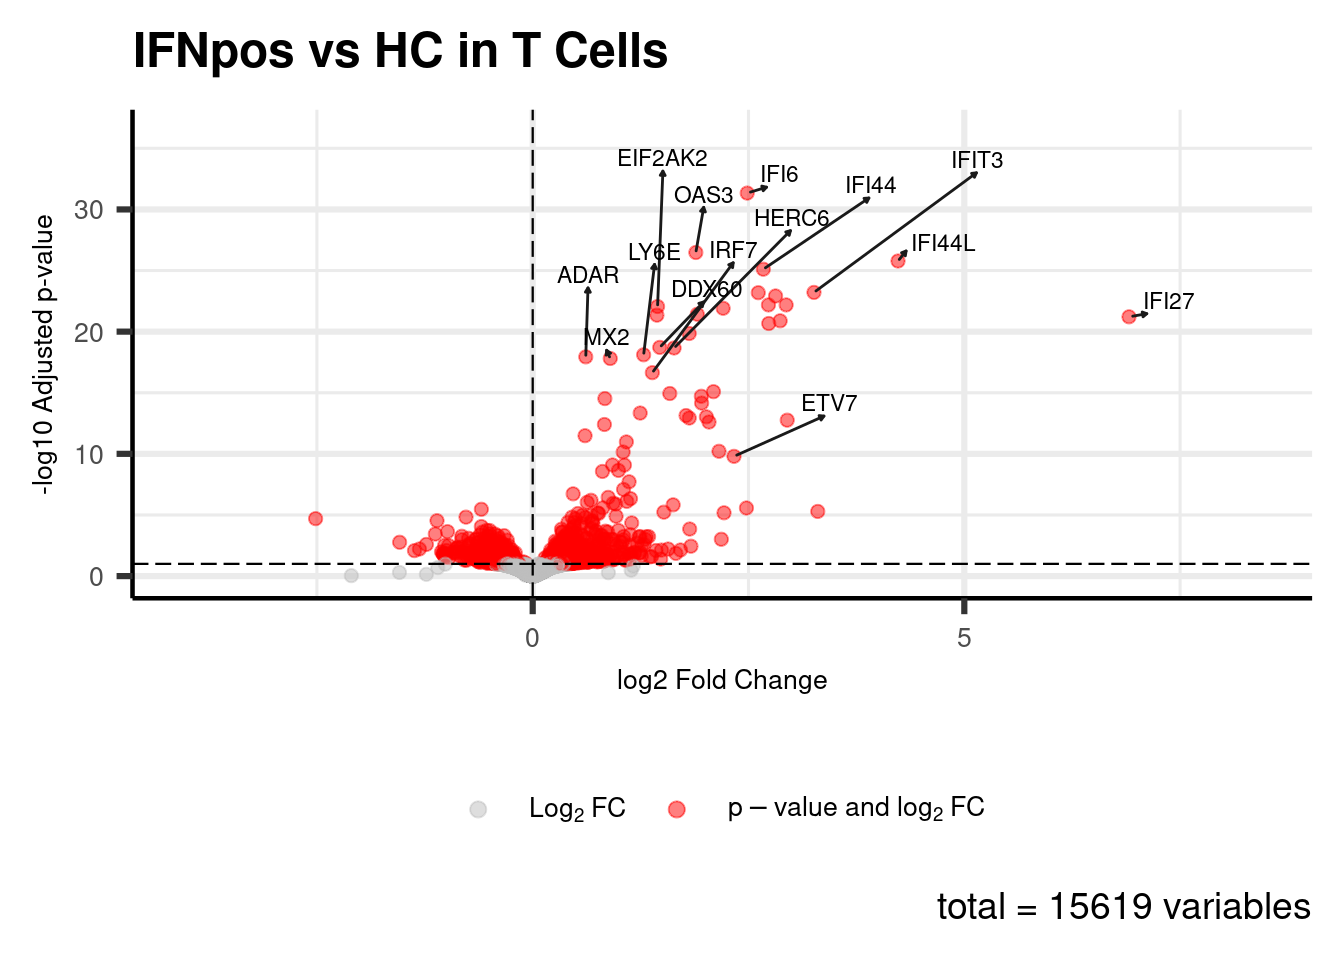 IFNpos vs HC in T Cells
-log10 Adjusted p-value
30
20
10
0
EIF2AK2
IFI6
IFIT3
OAS3
IFI44
HERC6
LY6E
IRF7
IFI44L
ADAR
DDX60
IFI27
MX2
ETV7
0
5
log2 Fold Change
Log2 FC
p − value and log2 FC
total = 15619 variables